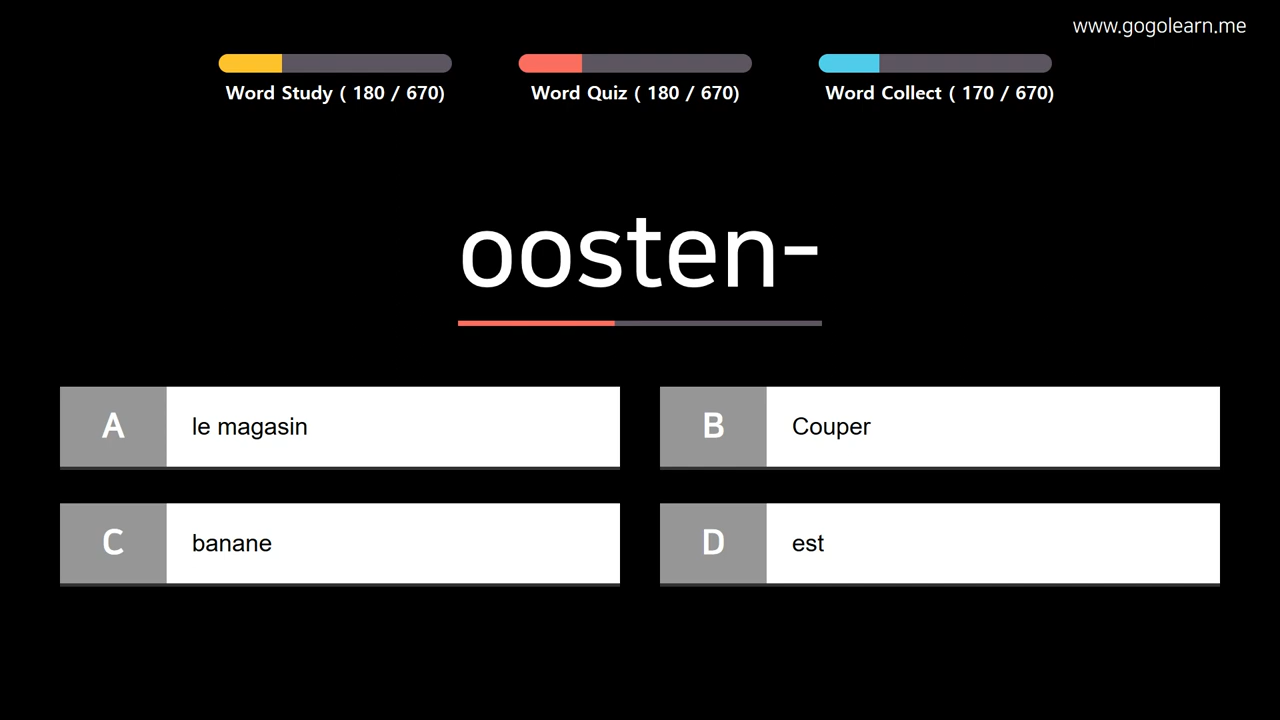 www.gogolearn.me
Word Study ( 180 / 670)
Word Quiz ( 180 / 670)
Word Collect ( 170 / 670)
oosten-
A
le magasin
B
Couper
C
banane
D
est